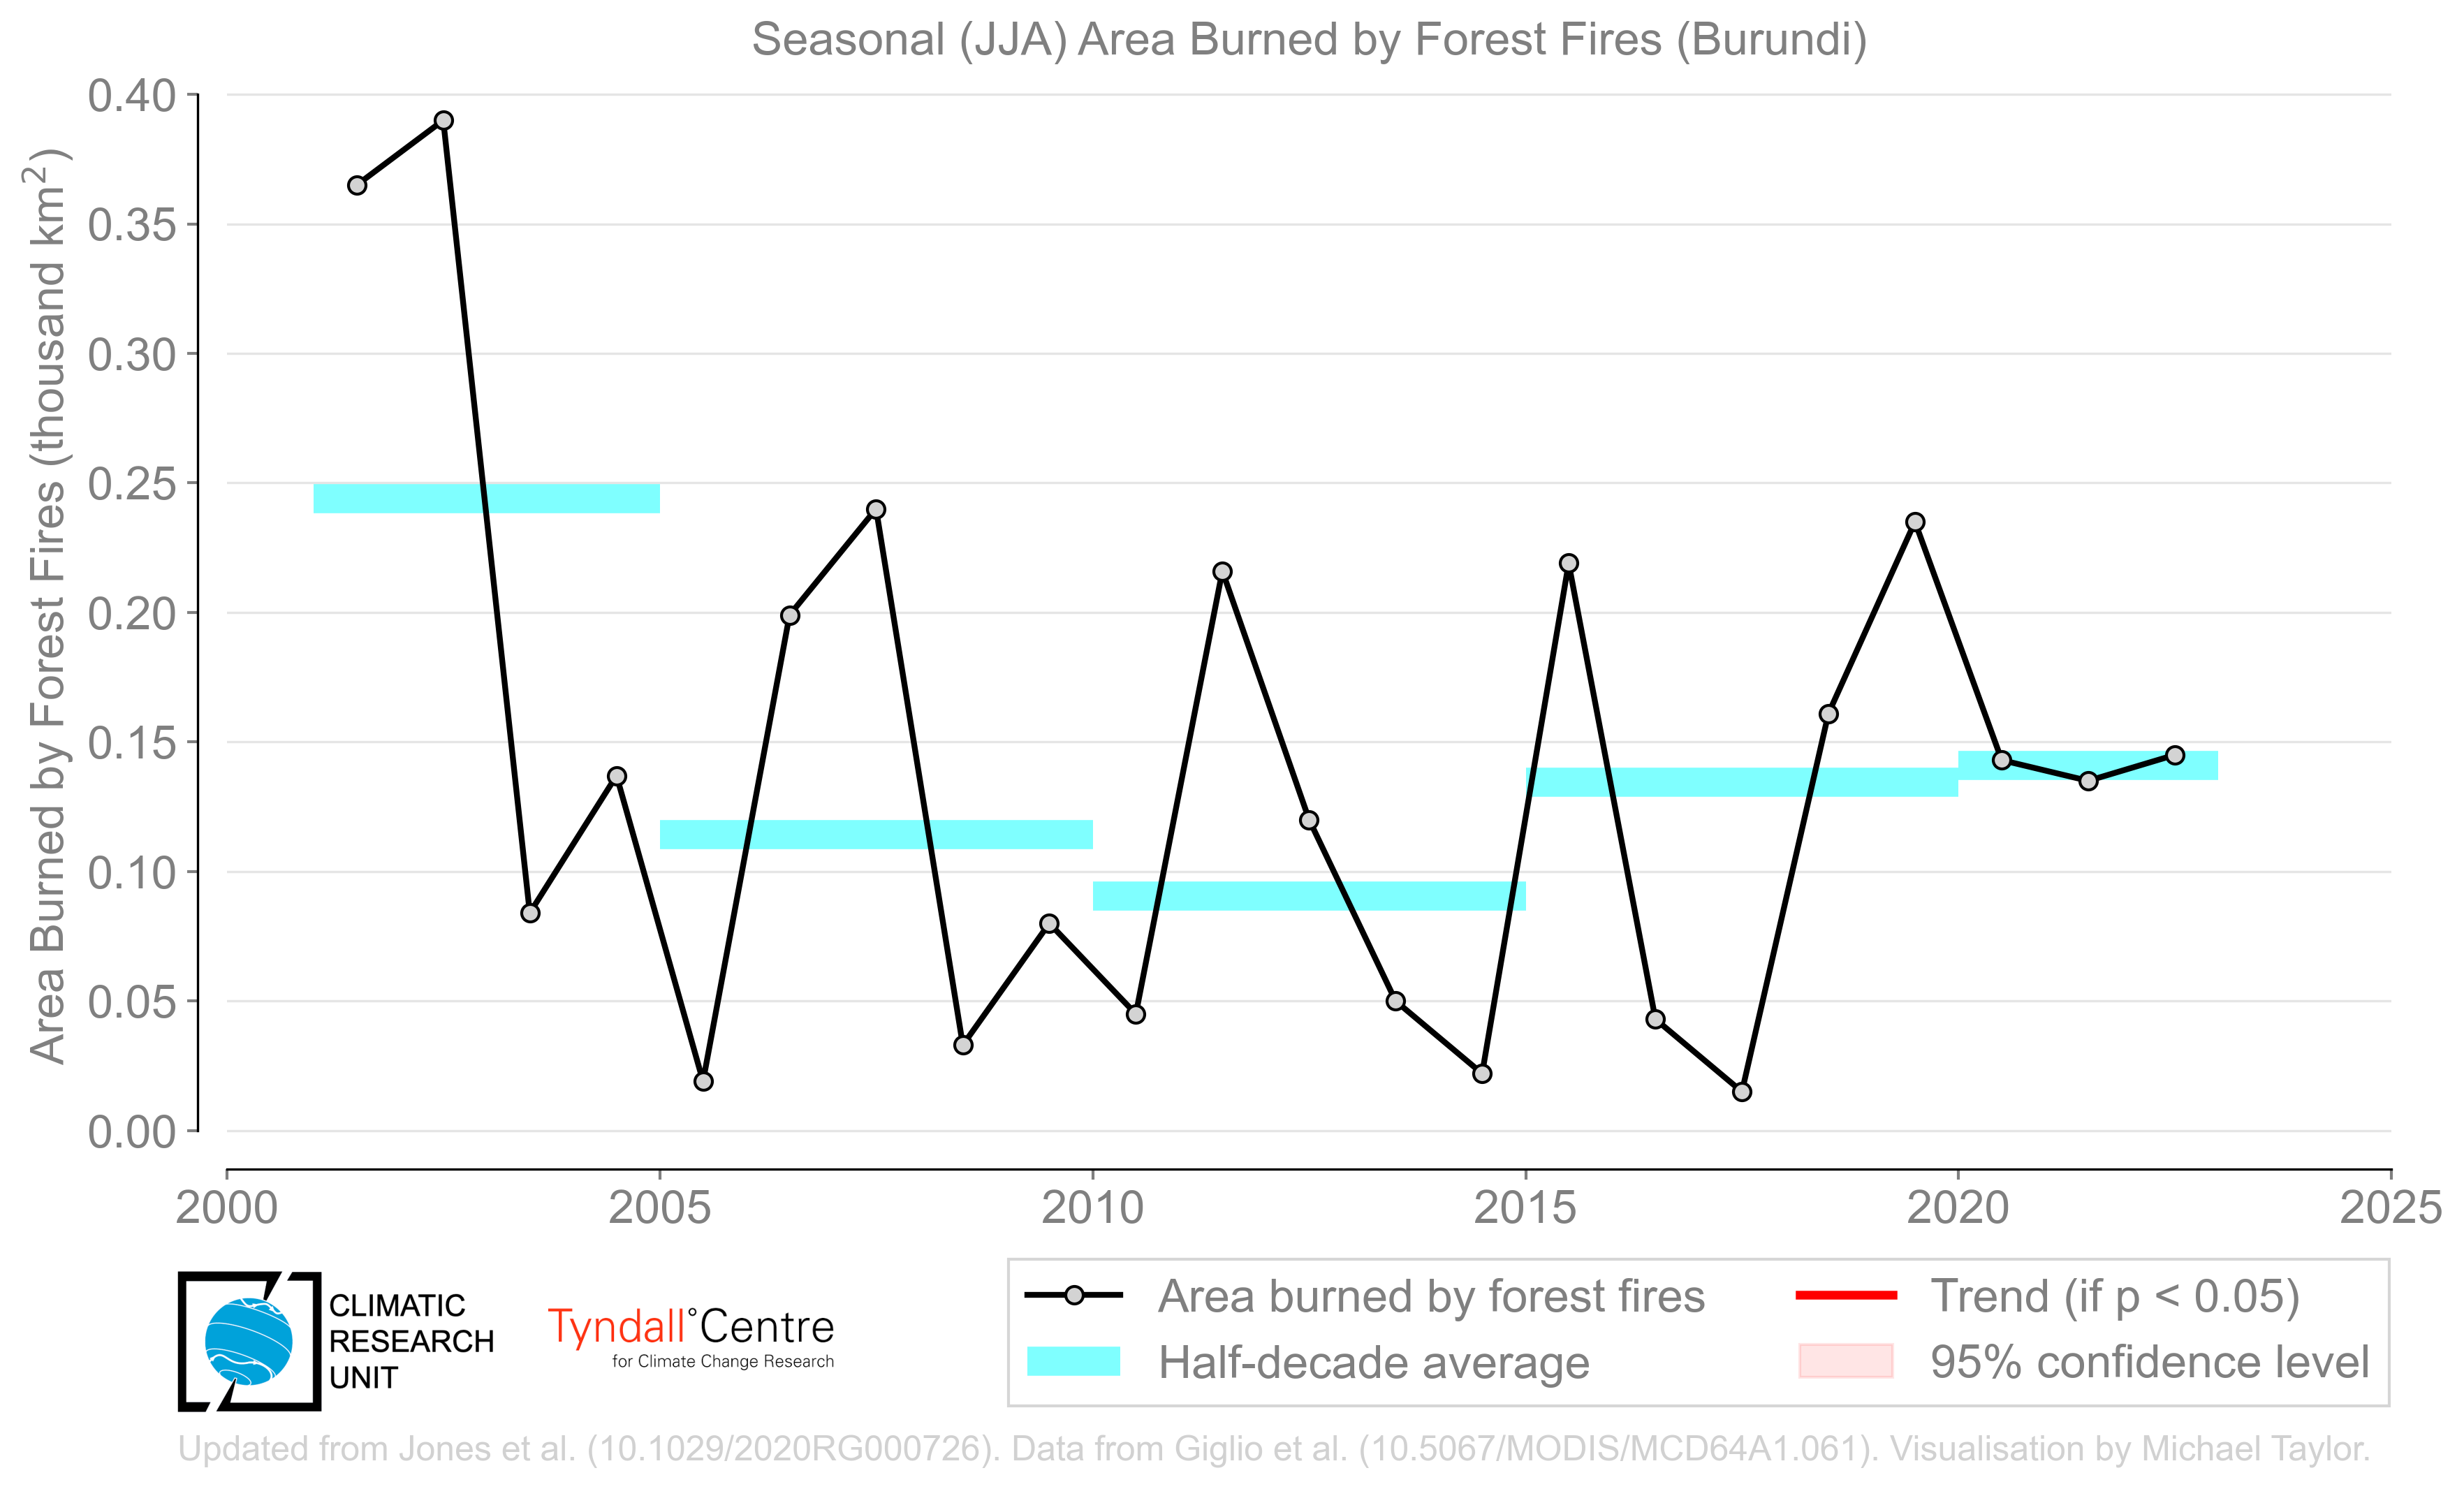 Seasonal (JJA) Area Burned by Forest Fires (Burundi)
Area Burned by Forest Fires (thousand km²)
0.40
0.35
0.30
0.25
0.20
0.15
0.10
0.05
0.00
2000 2005 2010 2015 2020 2025
CLIMATIC
RESEARCH
UNIT
Tyndall°Centre
for Climate Change Research
Area burned by forest fires
Half-decade average
Trend (if p < 0.05)
95% confidence level
Updated from Jones et al. (10.1029/2020RG000726). Data from Giglio et al. (10.5067/MODIS/MCD64A1.061). Visualisation by Michael Taylor.